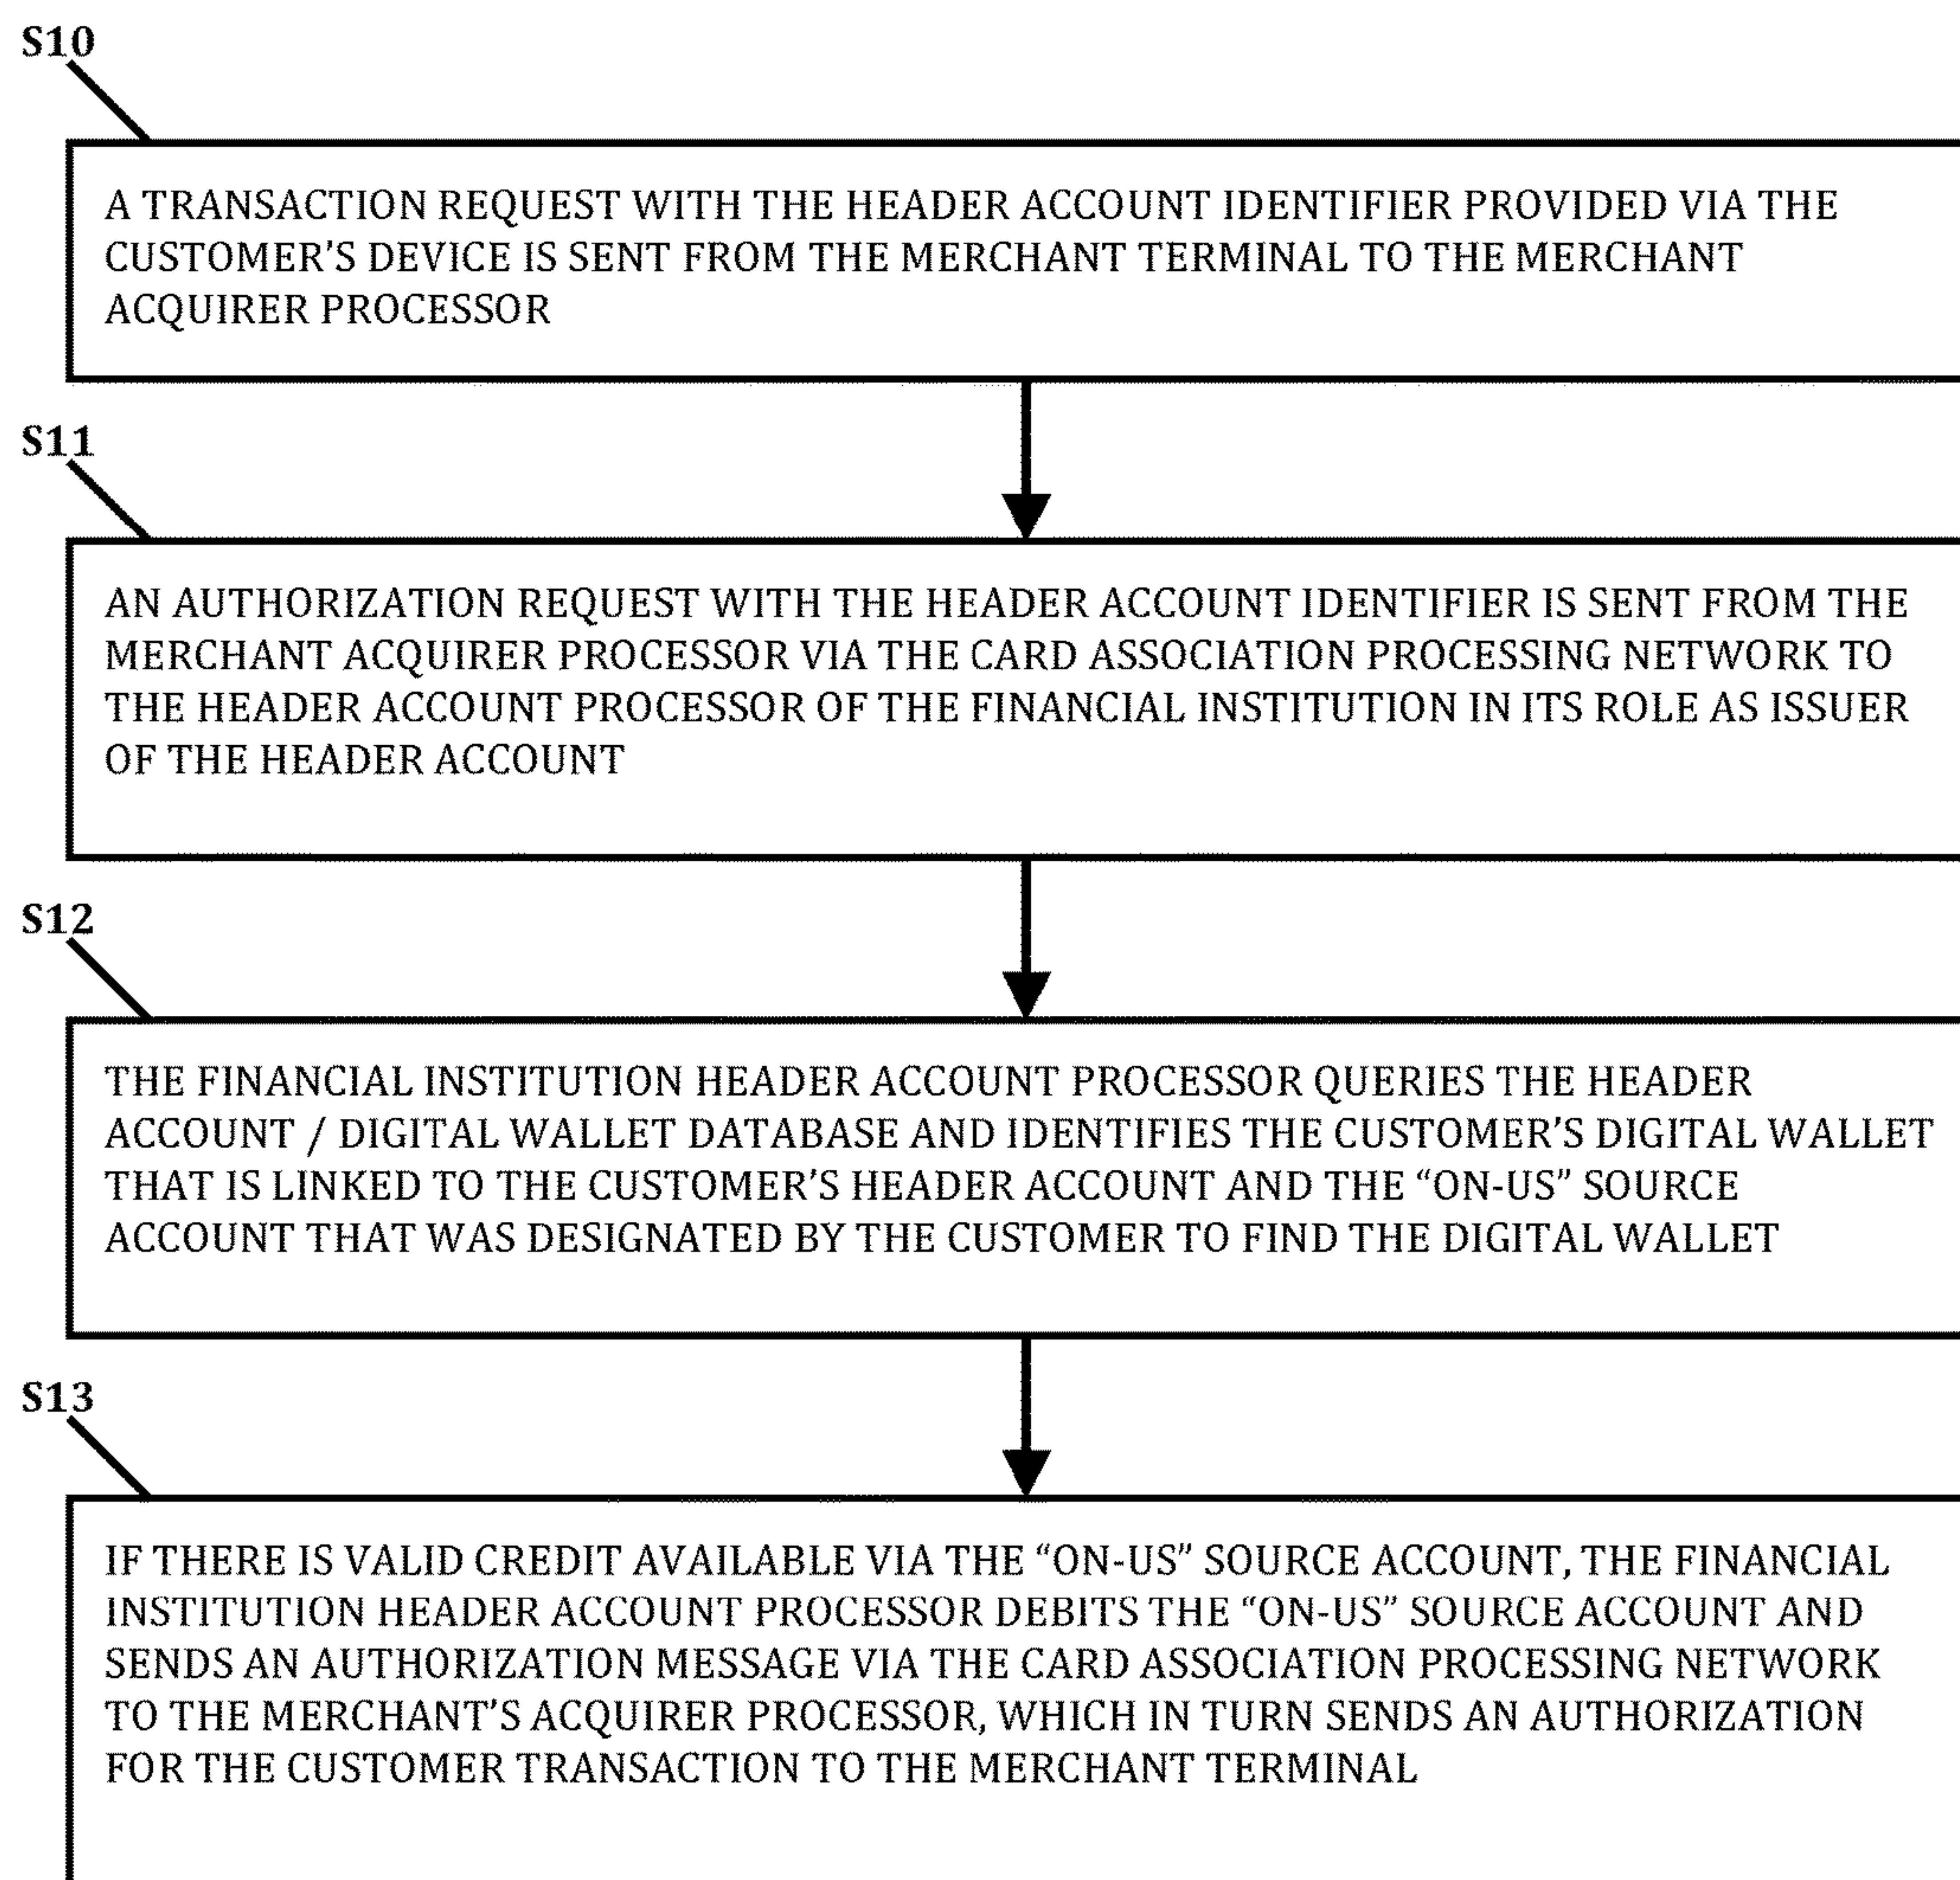 S10
A TRANSACTION REQUEST WITH THE HEADER ACCOUNT IDENTIFIER PROVIDED VIA THE
CUSTOMER’S DEVICE IS SENT FROM THE MERCHANT TERMINAL TO THE MERCHANT
ACQUIRER PROCESSOR
S11
AN AUTHORIZATION REQUEST WITH THE HEADER ACCOUNT IDENTIFIER IS SENT FROM THE
MERCHANT ACQUIRER PROCESSOR VIA THE CARD ASSOCIATION PROCESSING NETWORK TO
THE HEADER ACCOUNT PROCESSOR OF THE FINANCIAL INSTITUTION IN ITS ROLE AS ISSUER
OF THE HEADER ACCOUNT
S12
THE FINANCIAL INSTITUTION HEADER ACCOUNT PROCESSOR QUERIES THE HEADER
ACCOUNT / DIGITAL WALLET DATABASE AND IDENTIFIES THE CUSTOMER’S DIGITAL WALLET
THAT IS LINKED TO THE CUSTOMER’S HEADER ACCOUNT AND THE “ON-US” SOURCE
ACCOUNT THAT WAS DESIGNATED BY THE CUSTOMER TO FIND THE DIGITAL WALLET
S13
IF THERE IS VALID CREDIT AVAILABLE VIA THE “ON-US” SOURCE ACCOUNT, THE FINANCIAL
INSTITUTION HEADER ACCOUNT PROCESSOR DEBITS THE “ON-US” SOURCE ACCOUNT AND
SENDS AN AUTHORIZATION MESSAGE VIA THE CARD ASSOCIATION PROCESSING NETWORK
TO THE MERCHANT’S ACQUIRER PROCESSOR, WHICH IN TURN SENDS AN AUTHORIZATION
FOR THE CUSTOMER TRANSACTION TO THE MERCHANT TERMINAL